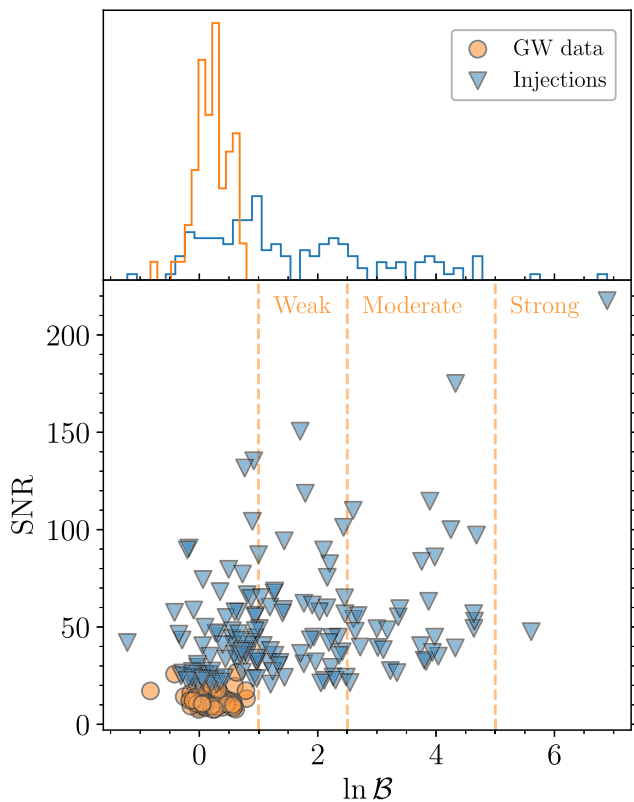 GW data
Injections
Weak
Moderate
Strong
200
150
100
50
0
SNR
0
2
4
6
ln ℬ